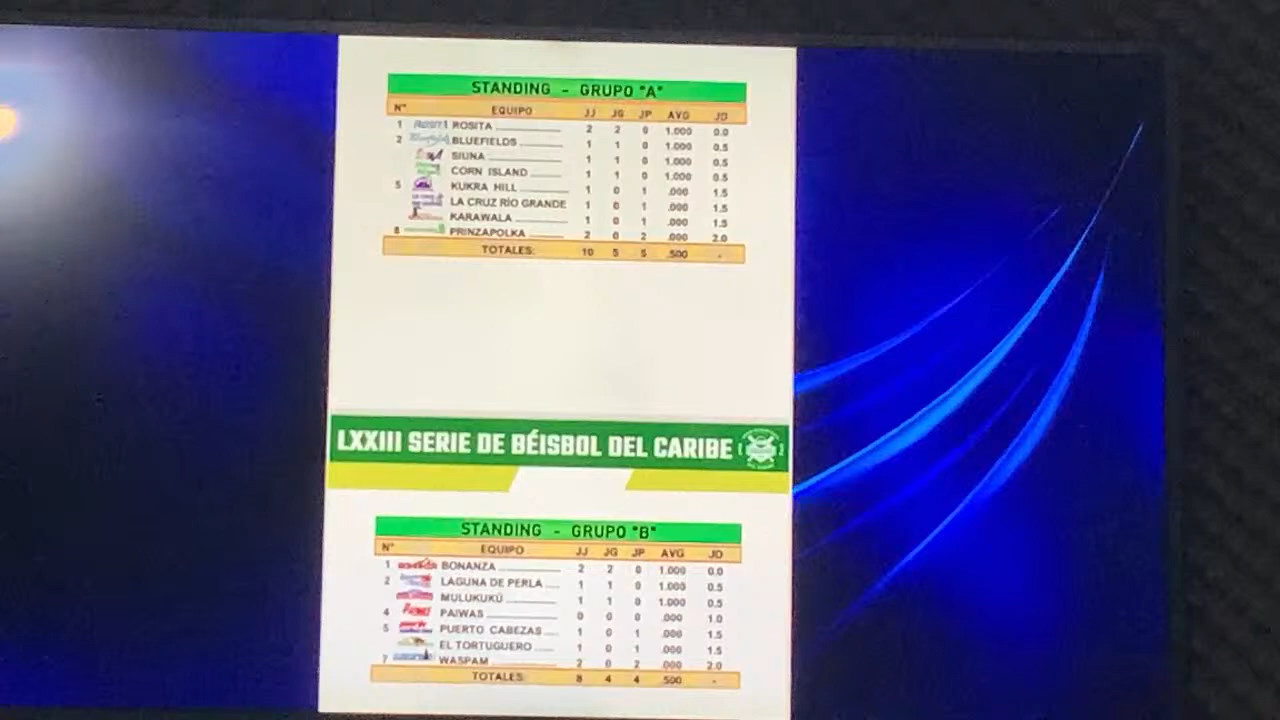 STANDING - GRUPO "A"
N° EQUIPO JJ JG JP AVG JD
1 ROSITA 2 2 0 1.000 0.0
2 BLUEFIELDS 1 1 0 1.000 0.5
SIUNA 1 1 0 1.000 0.5
CORN ISLAND 1 1 0 1.000 0.5
5 KUKRA HILL 1 0 1 .000 1.5
LA CRUZ RÍO GRANDE 1 0 1 .000 1.5
KARAWALA 1 0 1 .000 1.5
8 PRINZAPOLKA 2 0 2 .000 2.0
TOTALES: 10 5 5 .500 -
LXXIII SERIE DE BÉISBOL DEL CARIBE
STANDING - GRUPO "B"
N° EQUIPO JJ JG JP AVG JD
1 BONANZA 2 2 0 1.000 0.0
2 LAGUNA DE PERLA 1 1 0 1.000 0.5
MULUKUKÚ 1 1 0 1.000 0.5
4 PAIWAS 0 0 0 .000 1.0
5 PUERTO CABEZAS 1 0 1 .000 1.5
EL TORTUGUERO 1 0 1 .000 1.5
7 WASPAM 2 0 2 .000 2.0
TOTALES 8 4 4 .500 -